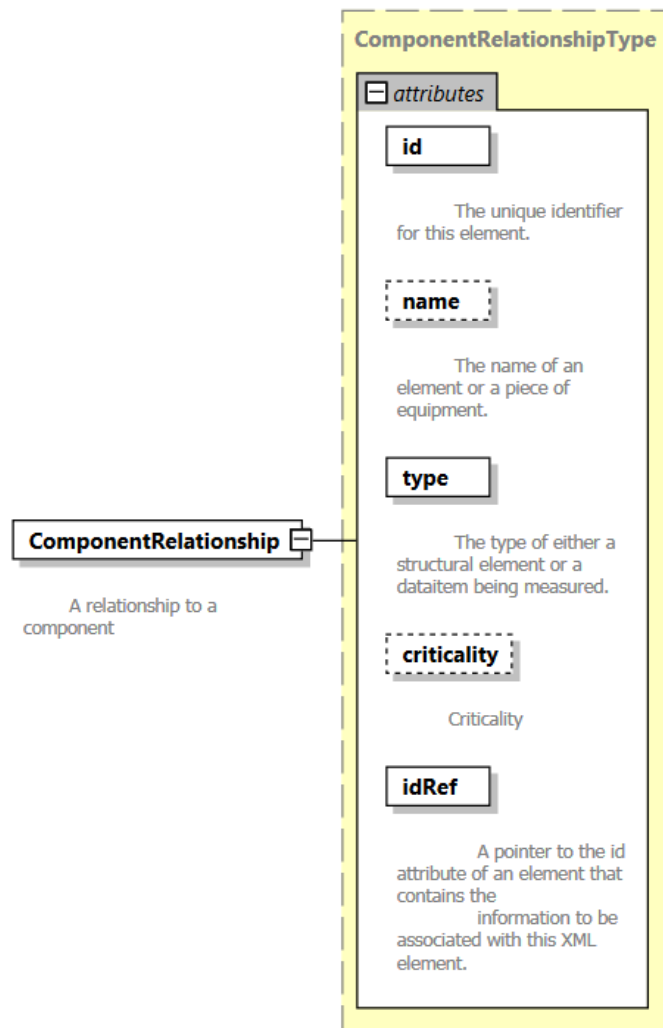 ComponentRelationshipType
attributes
id
The unique identifier
for this element.
name
The name of an
element or a piece of
equipment.
type
The type of either a
structural element or a
dataitem being measured.
ComponentRelationship
A relationship to a
component
criticality
Criticality
idRef
A pointer to the id
attribute of an element that
contains the
information to be
associated with this XML
element.